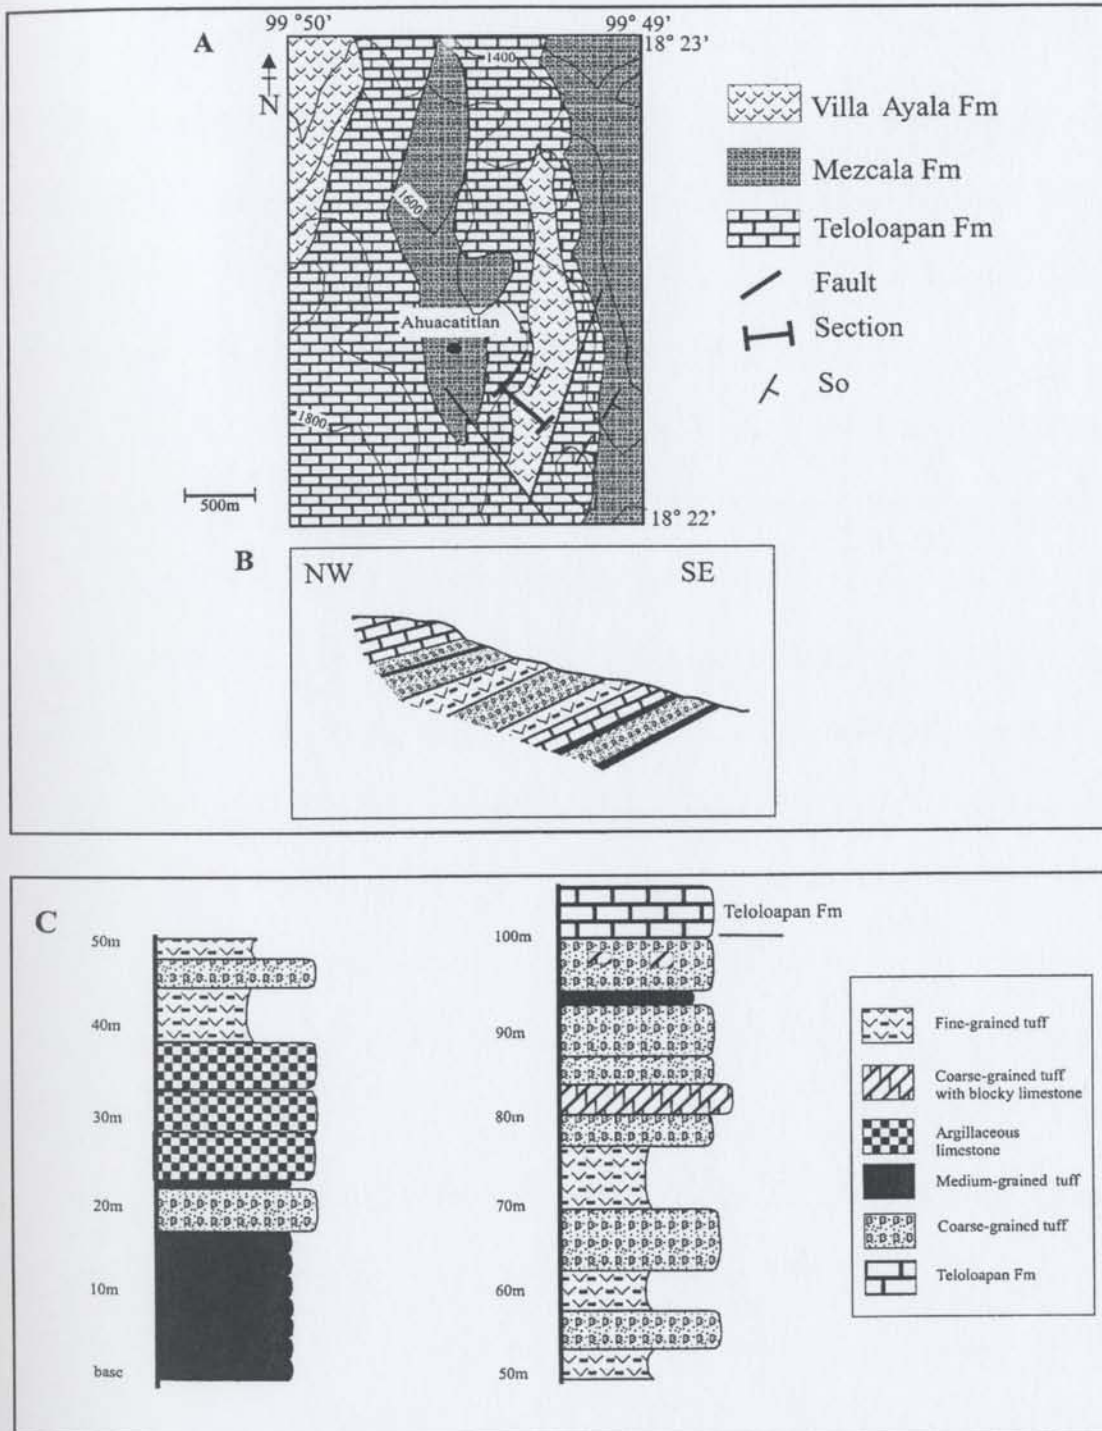 99 °50’ 99 °49’
A
18° 23’
N
1400
1600
Ahuacatitlan
1800
500m
18° 22’
Villa Ayala Fm
Mezcala Fm
Teloloapan Fm
Fault
Section
So
B
NW SE
C
50m
40m
30m
20m
10m
base
Teloloapan Fm
100m
90m
80m
70m
60m
50m
Fine-grained tuff
Coarse-grained tuff
with blocky limestone
Argillaceous
limestone
Medium-grained tuff
Coarse-grained tuff
Teloloapan Fm